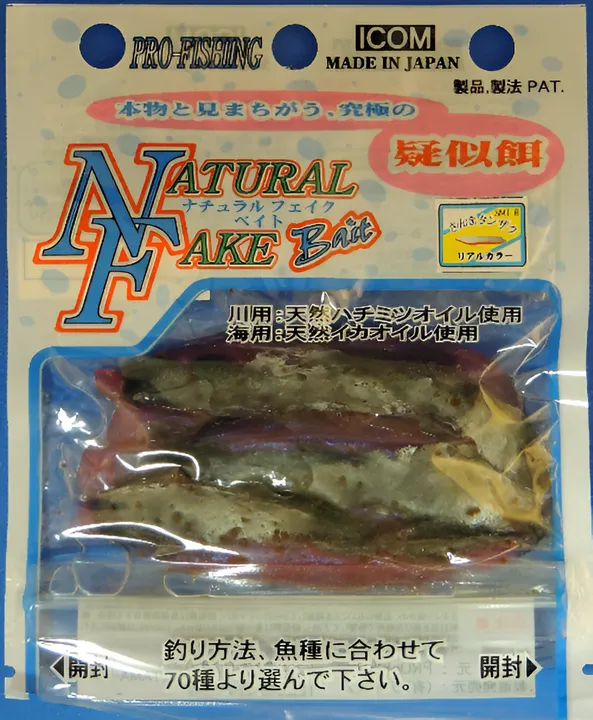 PRO-FISHING
ICOM
MADE IN JAPAN
製品,製法 PAT.
本物と見まちがう、究極の
疑似餌
NATURAL
ナチュラル フェイク
ベイト
FAKE Bait
リアルカラー
川用:天然ハチミツオイル使用
海用:天然イカオイル使用
釣り方法、魚種に合わせて
70種より選んで下さい。
開封
開封